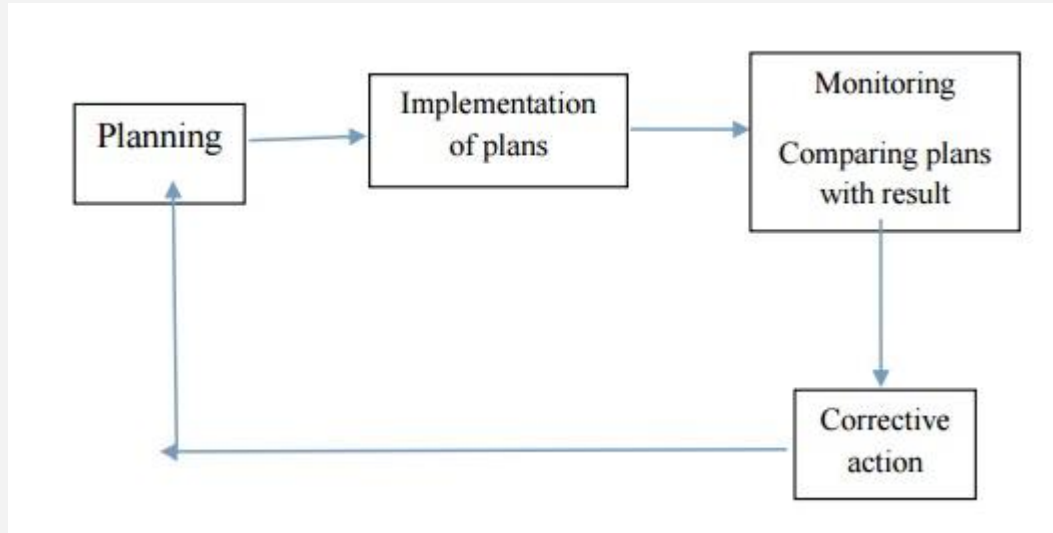 Planning
Implementation
of plans
Monitoring
Comparing plans
with result
Corrective
action